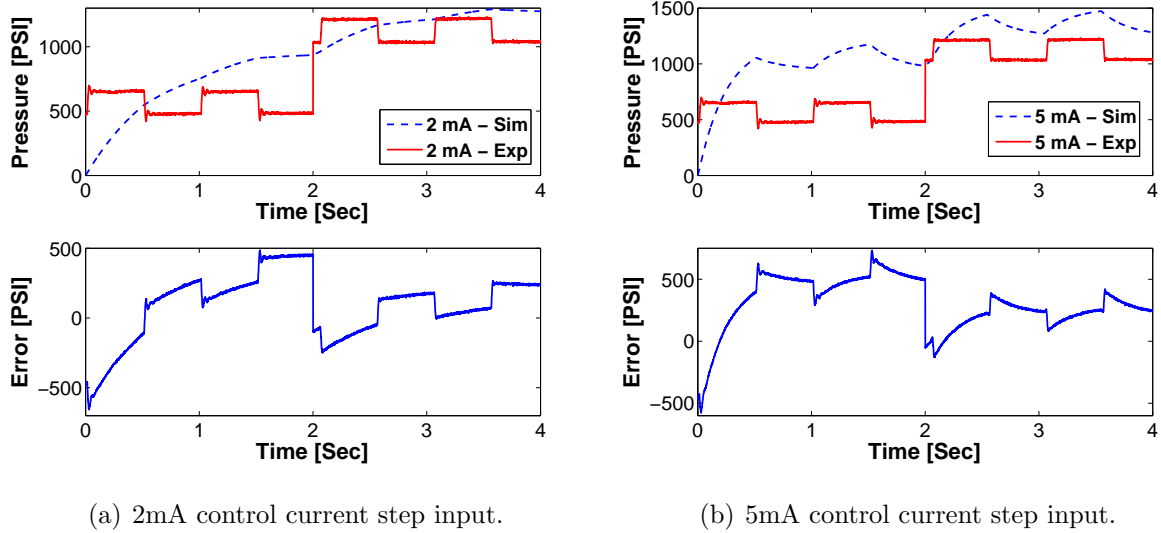 Pressure [PSI]
1000
500
0
0 1 2 3 4
Time [Sec]
2 mA – Sim
2 mA – Exp
Error [PSI]
500
0
−500
0 1 2 3 4
Time [Sec]
(a) 2mA control current step input.
Pressure [PSI]
1500
1000
500
0
0 1 2 3 4
Time [Sec]
5 mA – Sim
5 mA – Exp
Error [PSI]
500
0
−500
0 1 2 3 4
Time [Sec]
(b) 5mA control current step input.